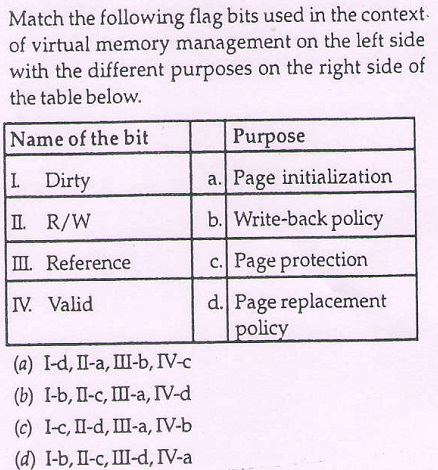 Match the following flag bits used in the context
of virtual memory management on the left side
with the different purposes on the right side of
the table below.
Name of the bit Purpose
I. Dirty a. Page initialization
II. R/W b. Write-back policy
III. Reference c. Page protection
IV. Valid d. Page replacement
policy
(a) I-d, II-a, III-b, IV-c
(b) I-b, II-c, III-a, IV-d
(c) I-c, II-d, III-a, IV-b
(d) I-b, II-c, III-d, IV-a